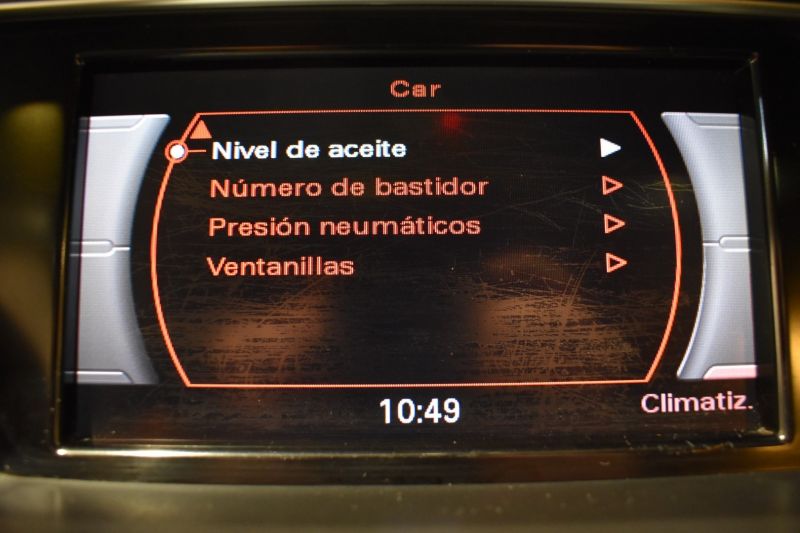 Car
Nivel de aceite
Número de bastidor
Presión neumáticos
Ventanillas
10:49
Climatiz.